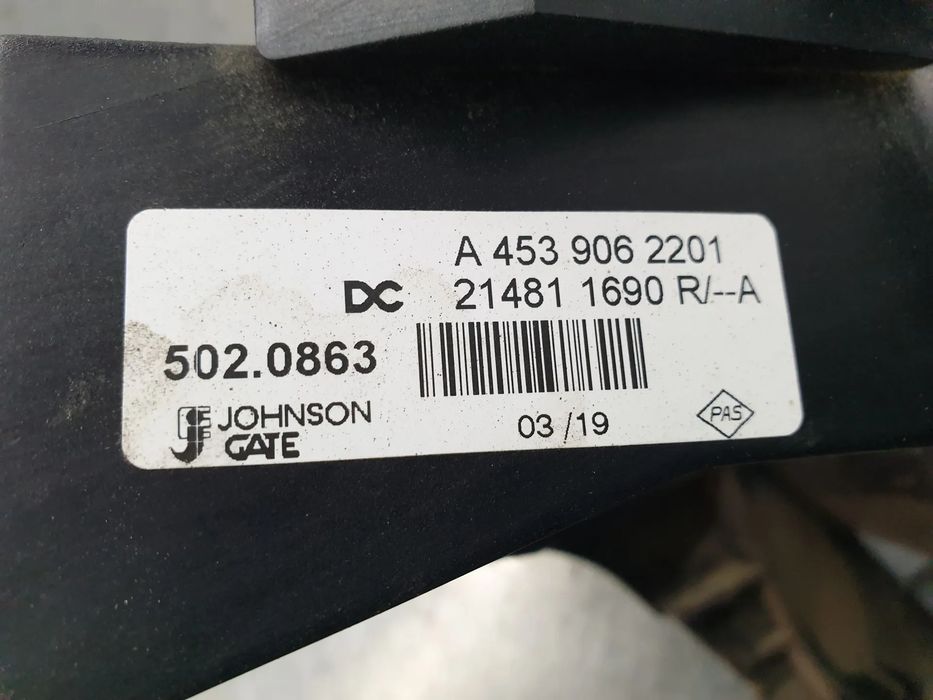 A 453 906 2201
DC 21481 1690 R/--A
502.0863
JOHNSON
GATE
03 /19
PAS